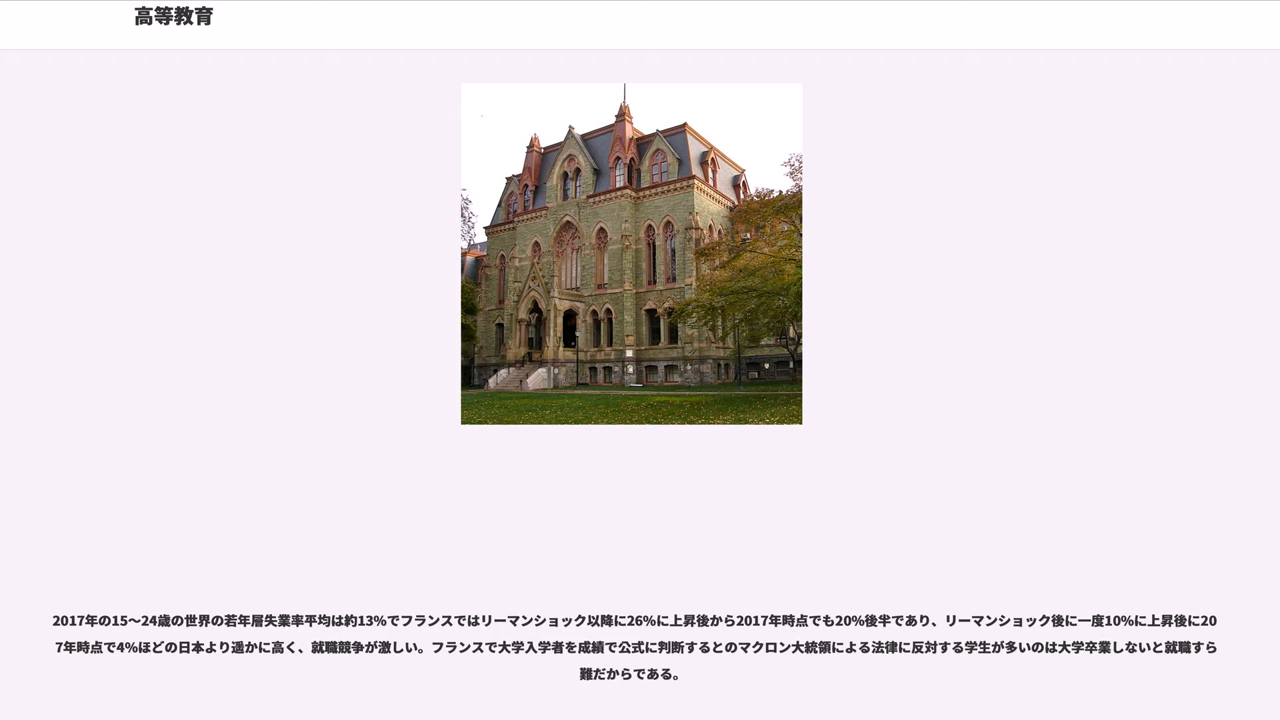 高等教育
2017年の15〜24歳の世界の若年層失業率平均は約13%でフランスではリーマンショック以降に26%に上昇後から2017年時点でも20%後半であり、リーマンショック後に一度10%に上昇後に20
7年時点で4%ほどの日本より遥かに高く、就職競争が激しい。フランスで大学入学者を成績で公式に判断するとのマクロン大統領による法律に反対する学生が多いのは大学卒業しないと就職すら
難だからである。